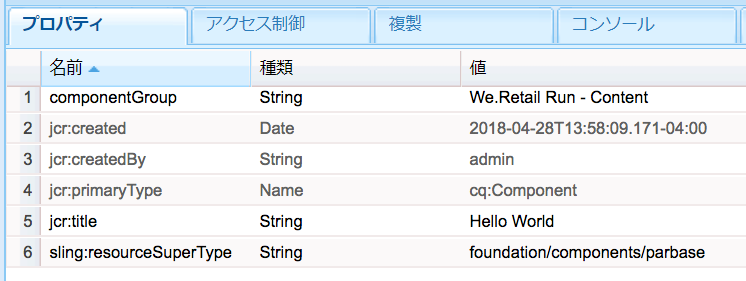 プロパティ アクセス制御 複製 コンソール
名前 種類 値
1 componentGroup String We.Retail Run - Content
2 jcr:created Date 2018-04-28T13:58:09.171-04:00
3 jcr:createdBy String admin
4 jcr:primaryType Name cq:Component
5 jcr:title String Hello World
6 sling:resourceSuperType String foundation/components/parbase